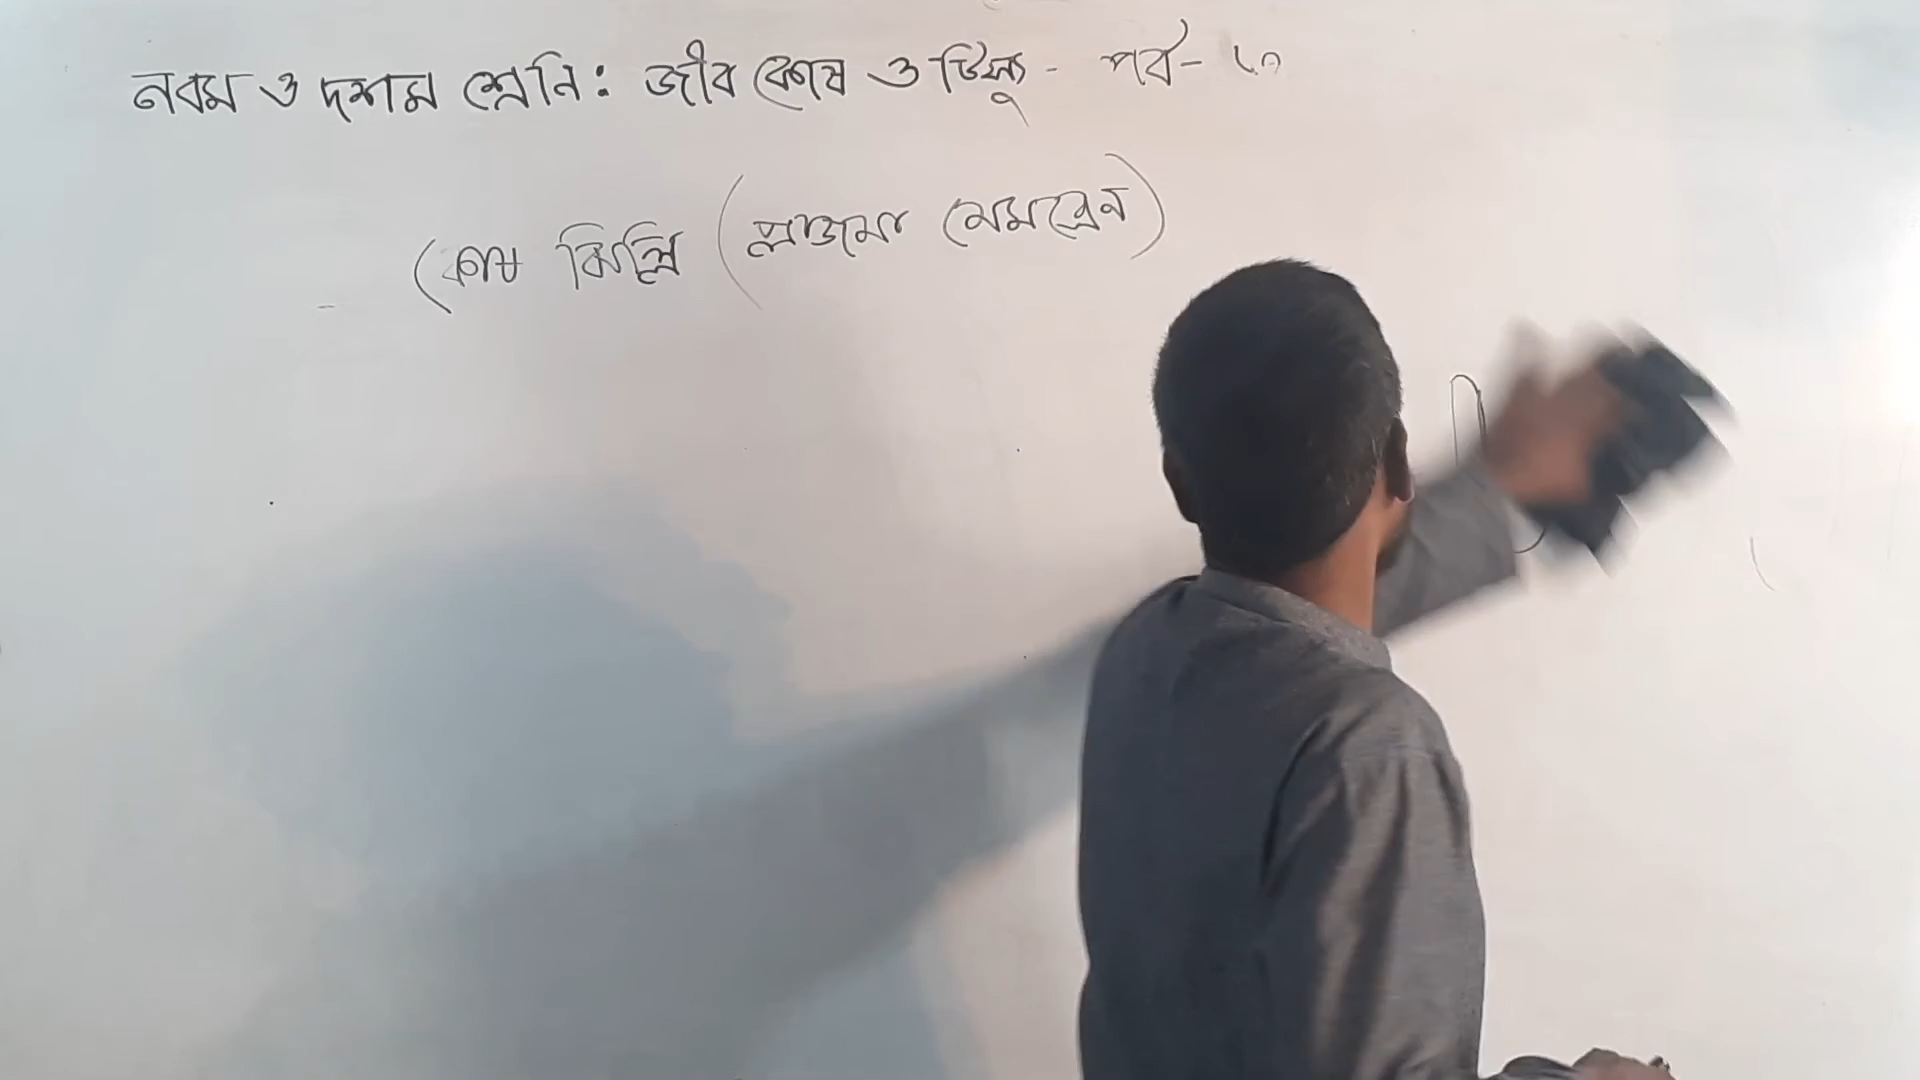 নবম ও দশম শ্রেনি: জীব কোষ ও টিস্যু - পর্ব-
কোষ ঝিল্লি (প্লাজমা মেমব্রেন)